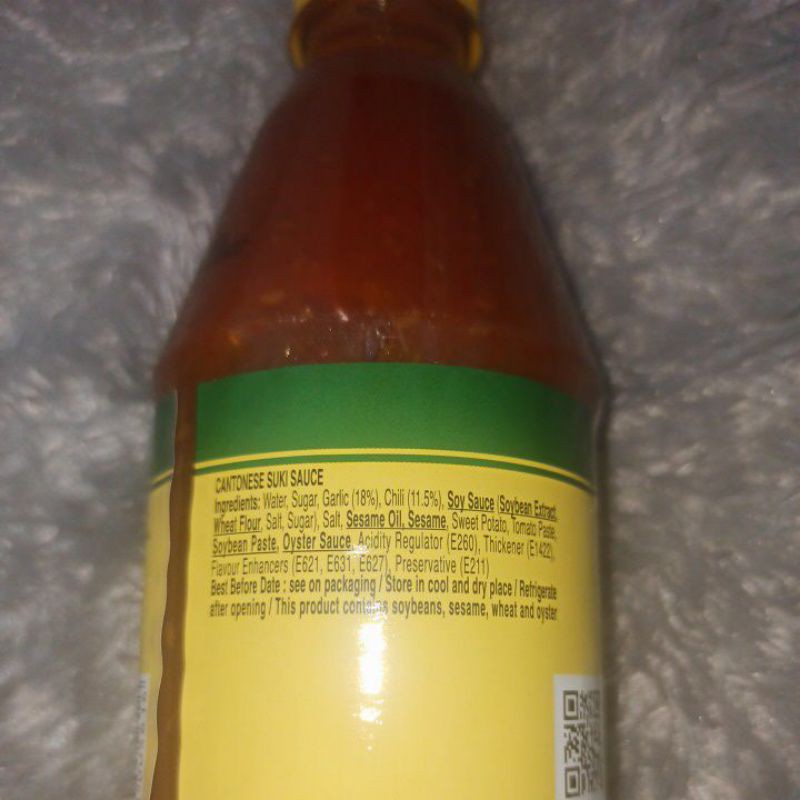 CANTONESE SUKI SAUCE
Ingredients: Water, Sugar, Garlic (18%), Chili (11.5%), Soy Sauce (Soybean Extract,
Wheat Flour, Salt, Sugar), Salt, Sesame Oil, Sesame, Sweet Potato, Tomato Paste,
Soybean Paste, Oyster Sauce, Acidity Regulator (E260), Thickener (E1422),
Flavour Enhancers (E621, E631, E627), Preservative (E211)
Best Before Date : see on packaging / Store in cool and dry place / Refrigerate
after opening / This product contains soybeans, sesame, wheat and oyster